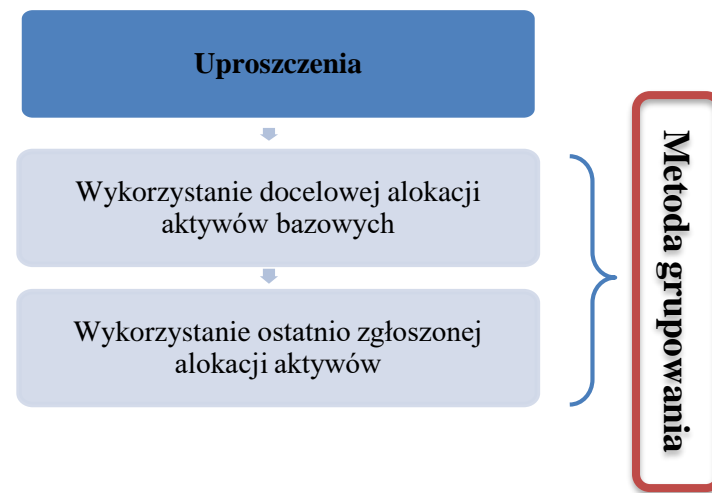 Uproszczenia
Wykorzystanie docelowej alokacji
aktywów bazowych
Wykorzystanie ostatnio zgłoszonej
alokacji aktywów
Metoda grupowania